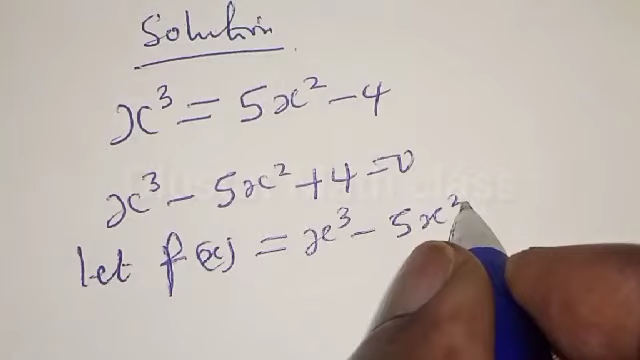 Solution
x³ = 5x² - 4
x³ - 5x² + 4 = 0
let f(x) = x³ - 5x²